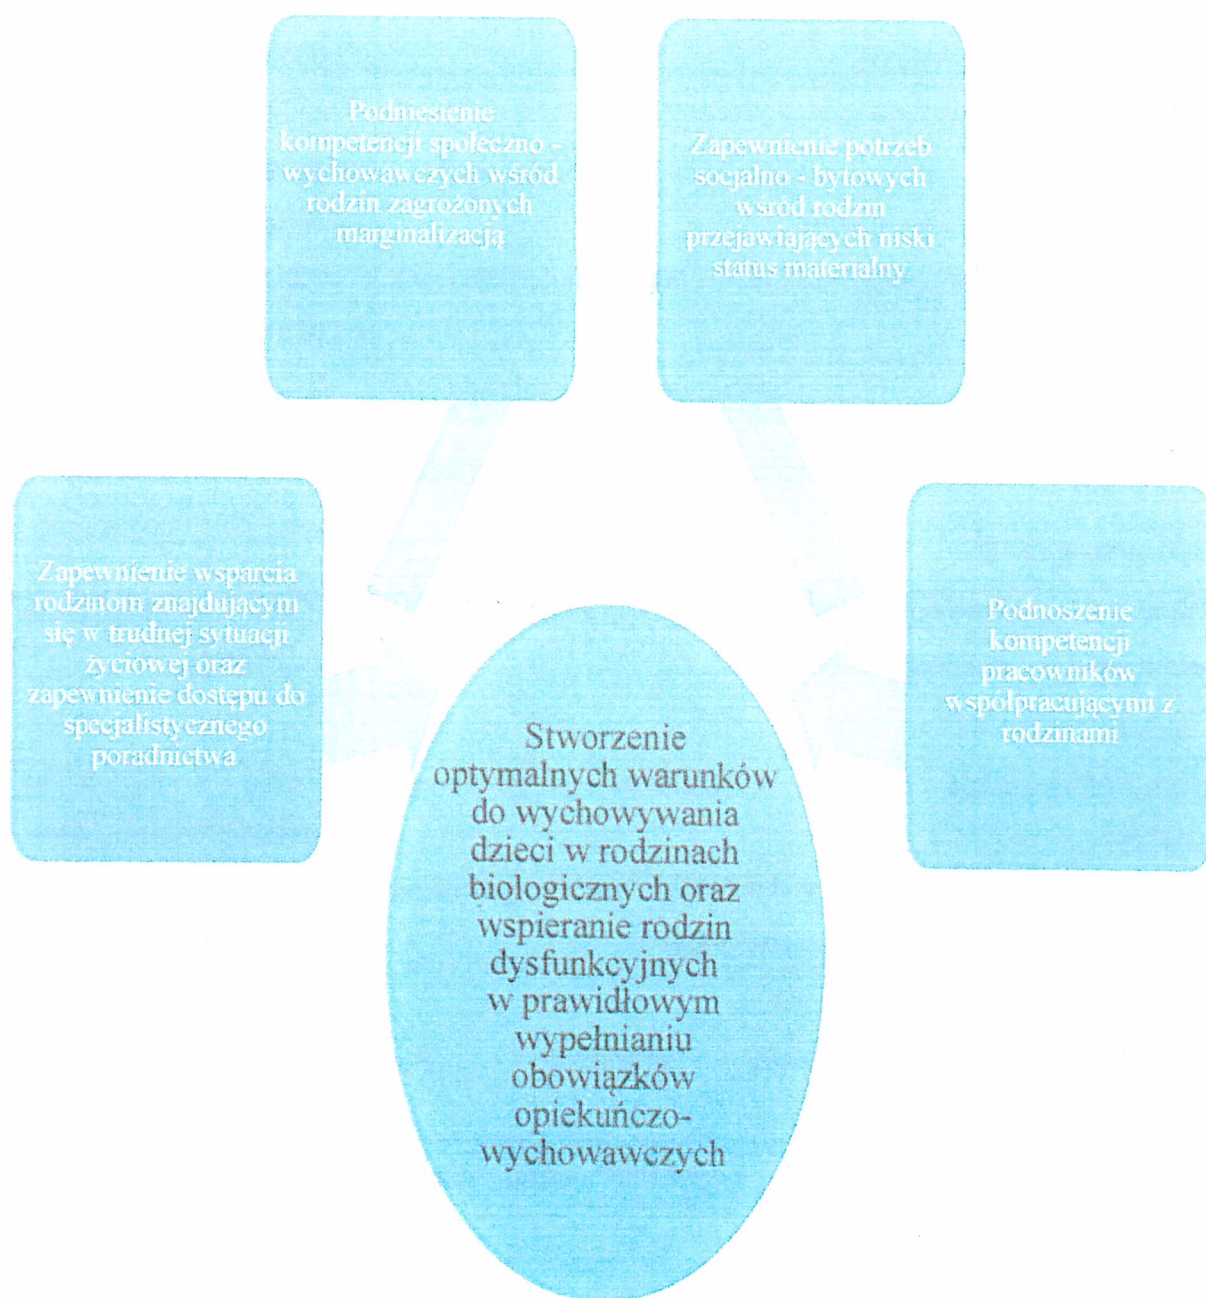 Podniesienie
kompetencji społeczno -
wychowawczych wśród
rodzin zagrożonych
marginalizacją
Zapewnienie potrzeb
socjalno - bytowych
wśród rodzin
przejawiających niski
status materialny
Zapewnienie wsparcia
rodzinom znajdującym
się w trudnej sytuacji
życiowej oraz
zapewnienie dostępu do
specjalistycznego
poradnictwa
Podnoszenie
kompetencji
pracowników
współpracującymi z
rodzinami
Stworzenie
optymalnych warunków
do wychowywania
dzieci w rodzinach
biologicznych oraz
wspieranie rodzin
dysfunkcyjnych
w prawidłowym
wypełnianiu
obowiązków
opiekuńczo-
wychowawczych